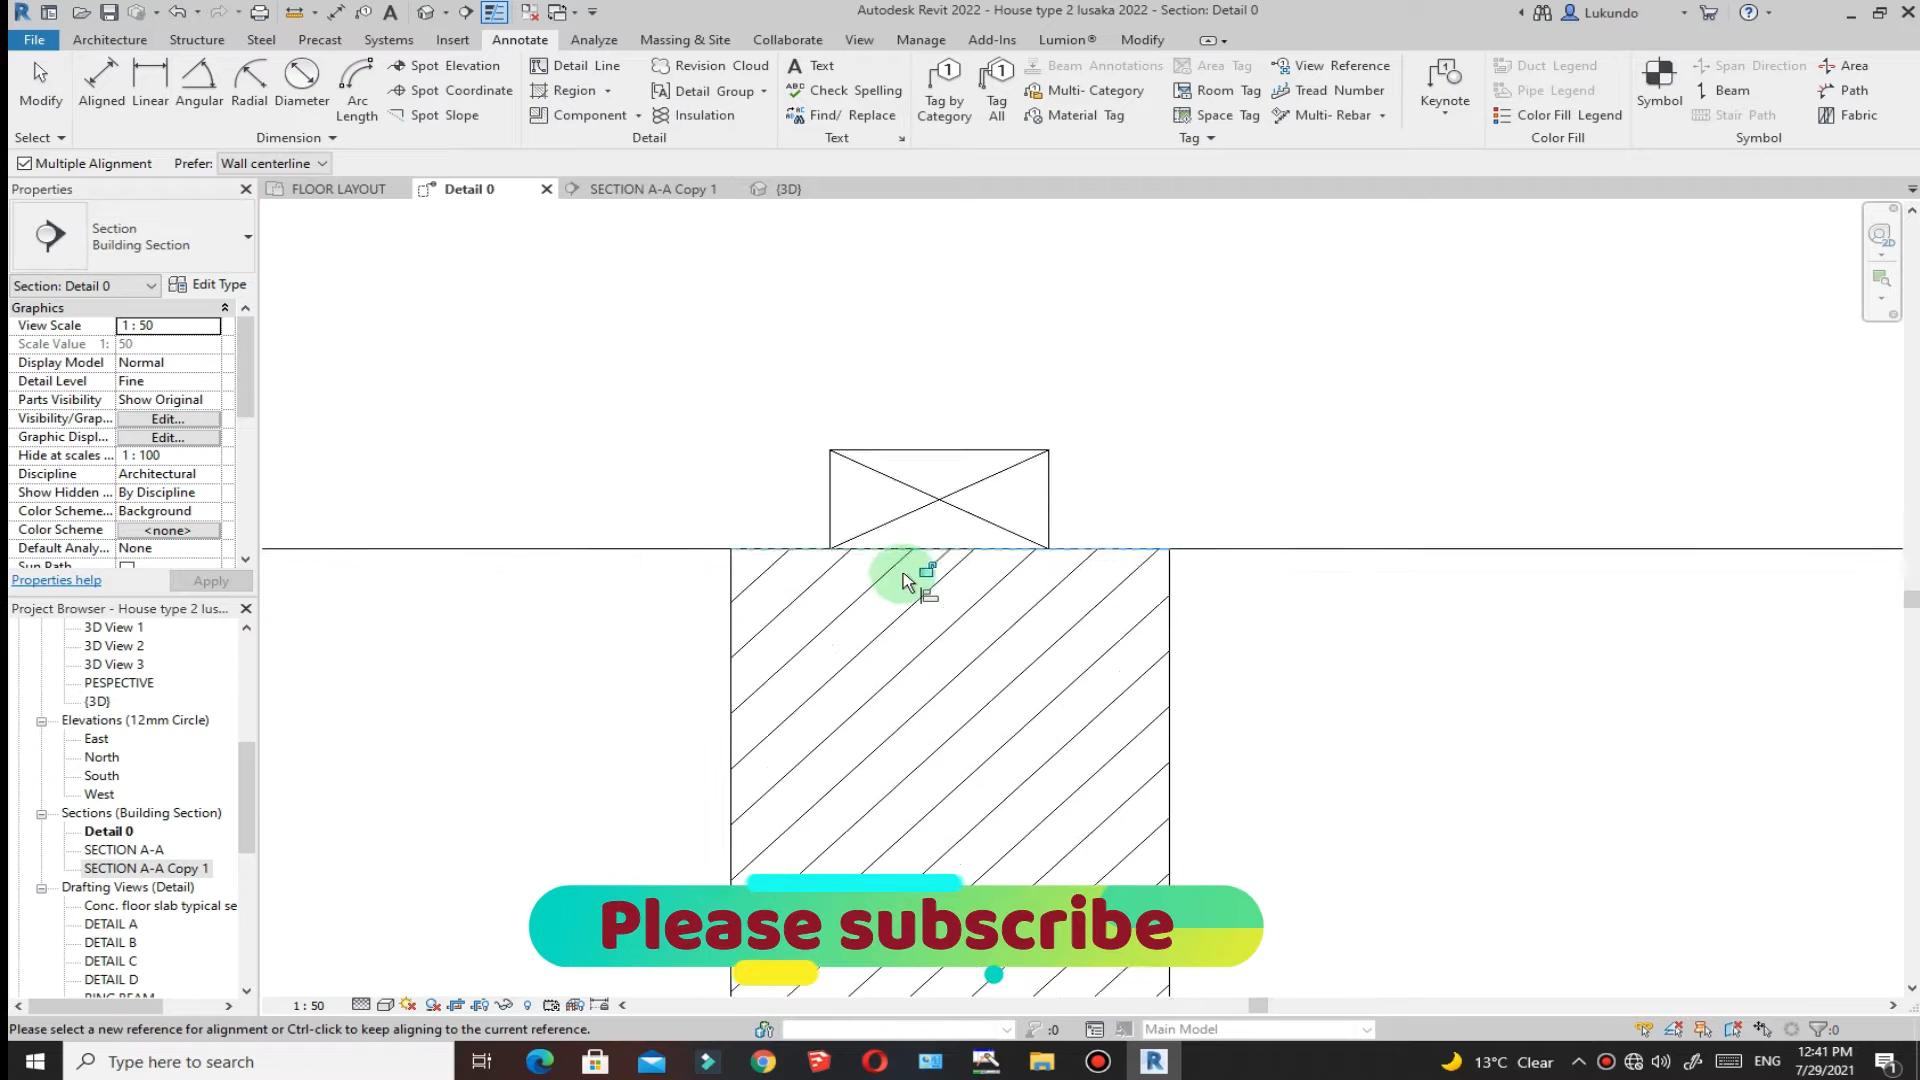 Autodesk Revit 2022 - House type 2 lusaka 2022 - Section: Detail 0
Lukundo
File Architecture Structure Steel Precast Systems Insert Annotate Analyze Massing & Site Collaborate View Manage Add-Ins Lumion® Modify
Modify
Aligned Linear Angular Radial Diameter Arc Length
Spot Elevation
Spot Coordinate
Spot Slope
Detail Line
Region
Component
Revision Cloud
Detail Group
Insulation
Text
Check Spelling
Find/ Replace
Tag by Category
Tag All
Beam Annotations
Multi- Category
Material Tag
Area Tag
Room Tag
Space Tag
View Reference
Tread Number
Multi- Rebar
Keynote
Duct Legend
Pipe Legend
Color Fill Legend
Symbol
Span Direction
Beam
Stair Path
Area
Path
Fabric
Select Dimension Detail Text Tag Color Fill Symbol
Multiple Alignment Prefer: Wall centerline
Properties
FLOOR LAYOUT Detail 0 SECTION A-A Copy 1 {3D}
Section
Building Section
Section: Detail 0 Edit Type
Graphics
View Scale 1 : 50
Scale Value 1: 50
Display Model Normal
Detail Level Fine
Parts Visibility Show Original
Visibility/Grap... Edit...
Graphic Displ... Edit...
Hide at scales ... 1 : 100
Discipline Architectural
Show Hidden ... By Discipline
Color Scheme... Background
Color Scheme <none>
Default Analy... None
Sun Path
Properties help Apply
Project Browser - House type 2 lus...
3D View 1
3D View 2
3D View 3
PESPECTIVE
{3D}
Elevations (12mm Circle)
East
North
South
West
Sections (Building Section)
Detail 0
SECTION A-A
SECTION A-A Copy 1
Drafting Views (Detail)
Conc. floor slab typical se
DETAIL A
DETAIL B
DETAIL C
DETAIL D
RING BEAM
Please subscribe
1 : 50
Please select a new reference for alignment or Ctrl-click to keep aligning to the current reference.
:0
Main Model
:0
Type here to search
13°C Clear
ENG
12:41 PM
7/29/2021